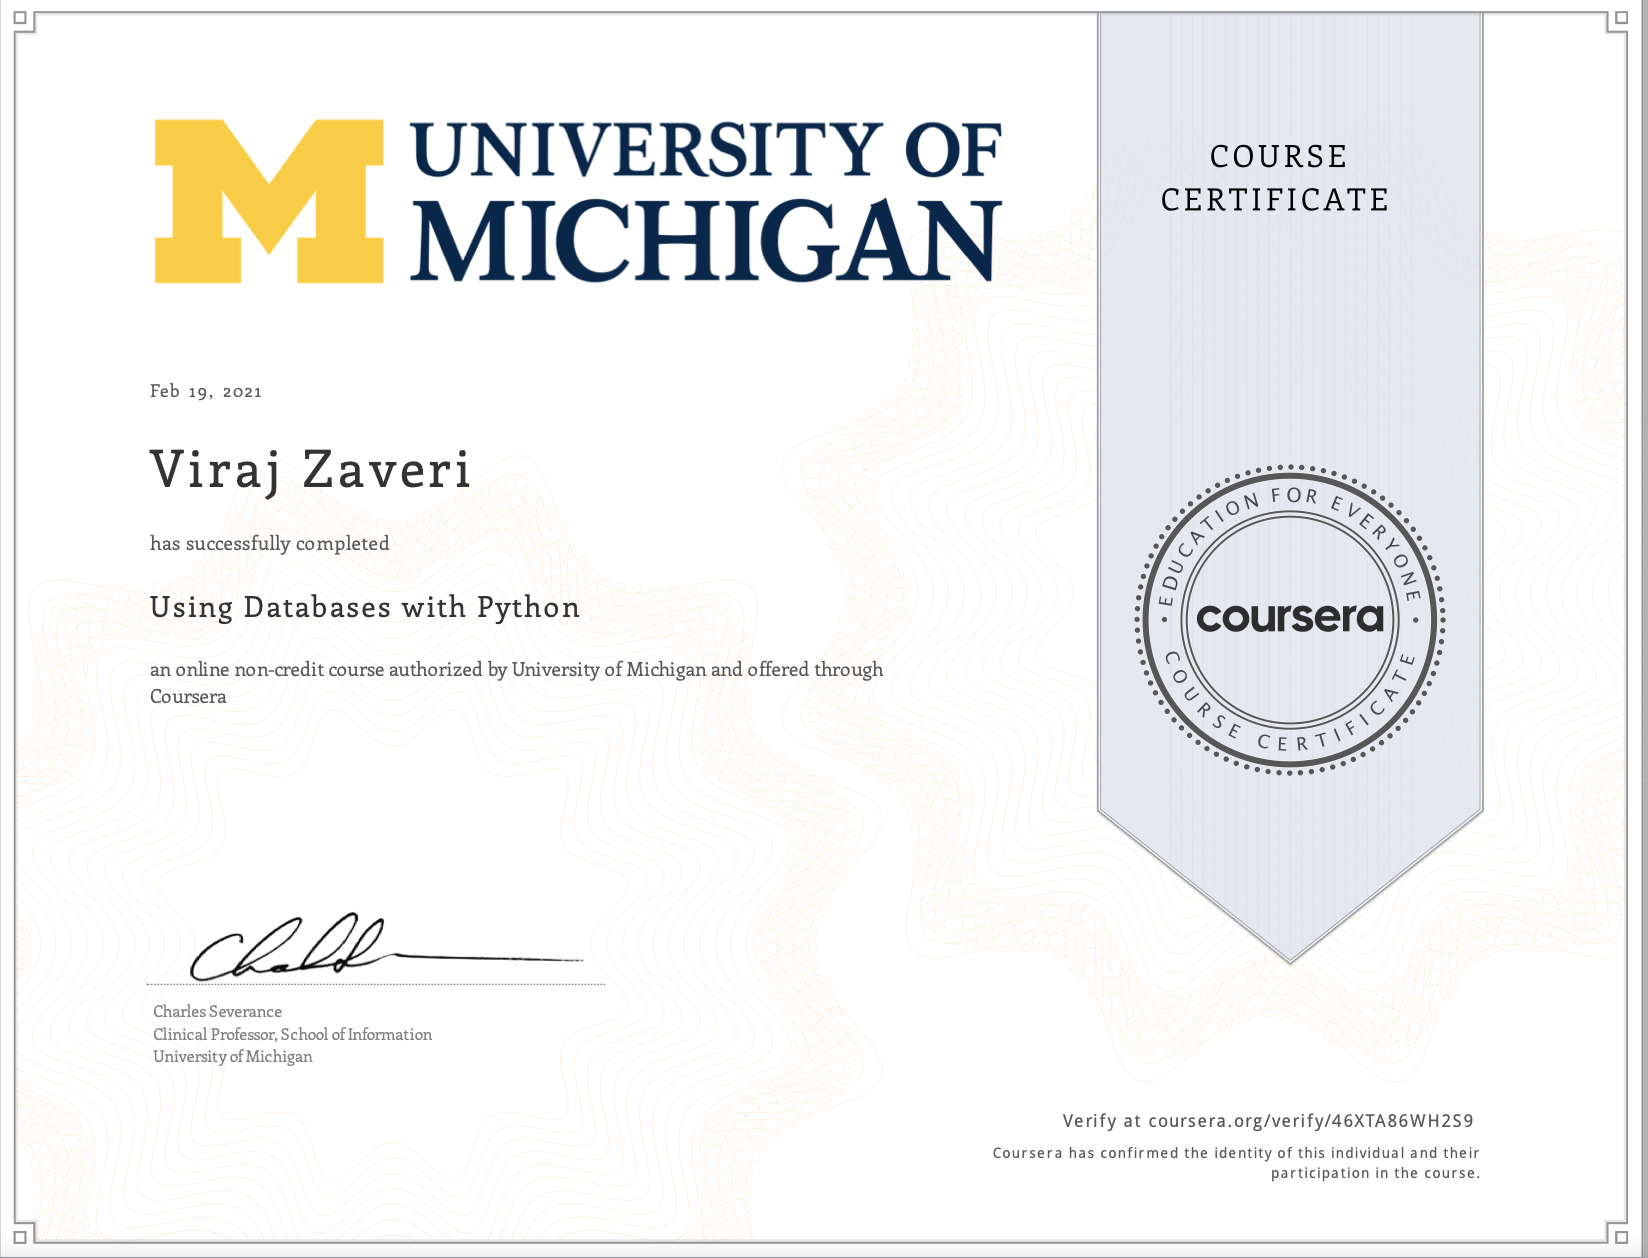 UNIVERSITY OF
MICHIGAN
COURSE
CERTIFICATE
Feb 19, 2021
Viraj Zaveri
has successfully completed
Using Databases with Python
an online non-credit course authorized by University of Michigan and offered through
Coursera
EDUCATION FOR EVERYONE
coursera
COURSE CERTIFICATE
Charles Severance
Clinical Professor, School of Information
University of Michigan
Verify at coursera.org/verify/46XTA86WH2S9
Coursera has confirmed the identity of this individual and their
participation in the course.